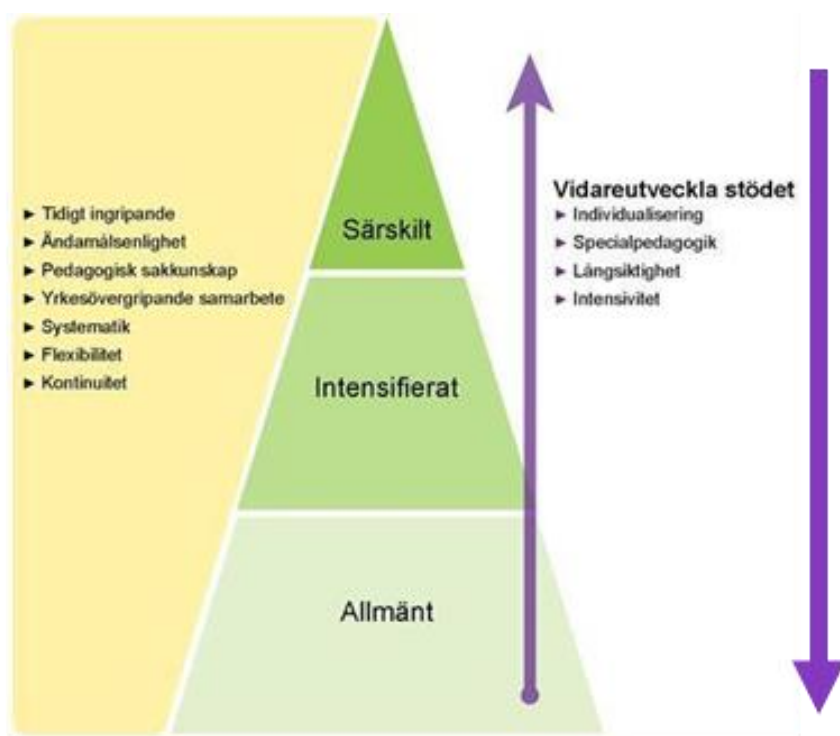 ► Tidigt ingripande
► Ändamålsenlighet
► Pedagogisk sakkunskap
► Yrkesövergripande samarbete
► Systematik
► Flexibilitet
► Kontinuitet
Särskilt
Intensifierat
Allmänt
Vidareutveckla stödet
► Individualisering
► Specialpedagogik
► Långsiktighet
► Intensivitet